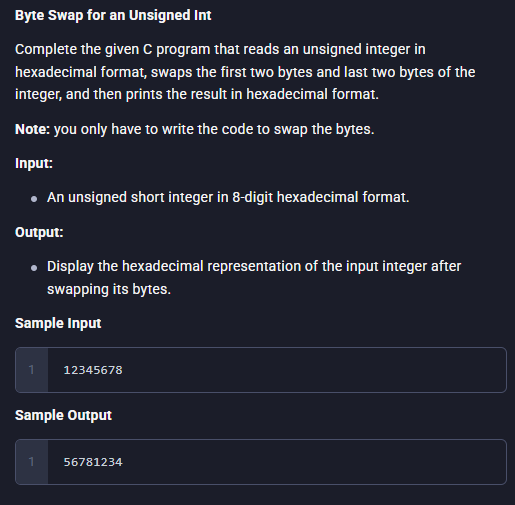 Byte Swap for an Unsigned Int
Complete the given C program that reads an unsigned integer in
hexadecimal format, swaps the first two bytes and last two bytes of the
integer, and then prints the result in hexadecimal format.
Note: you only have to write the code to swap the bytes.
Input:
• An unsigned short integer in 8-digit hexadecimal format.
Output:
• Display the hexadecimal representation of the input integer after
swapping its bytes.
Sample Input
1 12345678
Sample Output
1 56781234